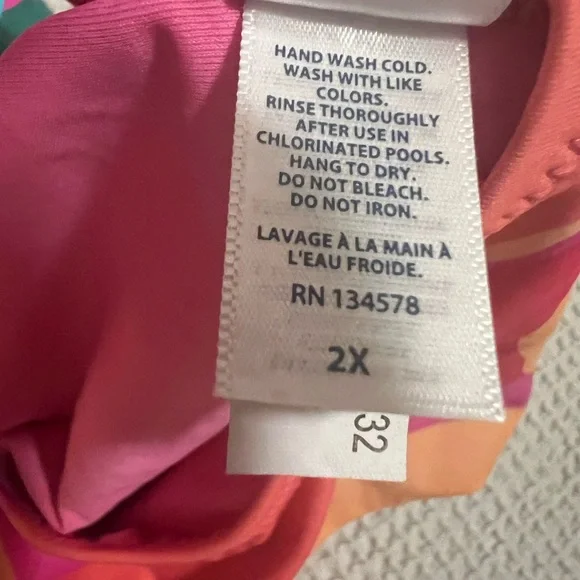 HAND WASH COLD.
WASH WITH LIKE
COLORS.
RINSE THOROUGHLY
AFTER USE IN
CHLORINATED POOLS.
HANG TO DRY.
DO NOT BLEACH.
DO NOT IRON.
LAVAGE À LA MAIN À
L'EAU FROIDE.
RN 134578
2X
32